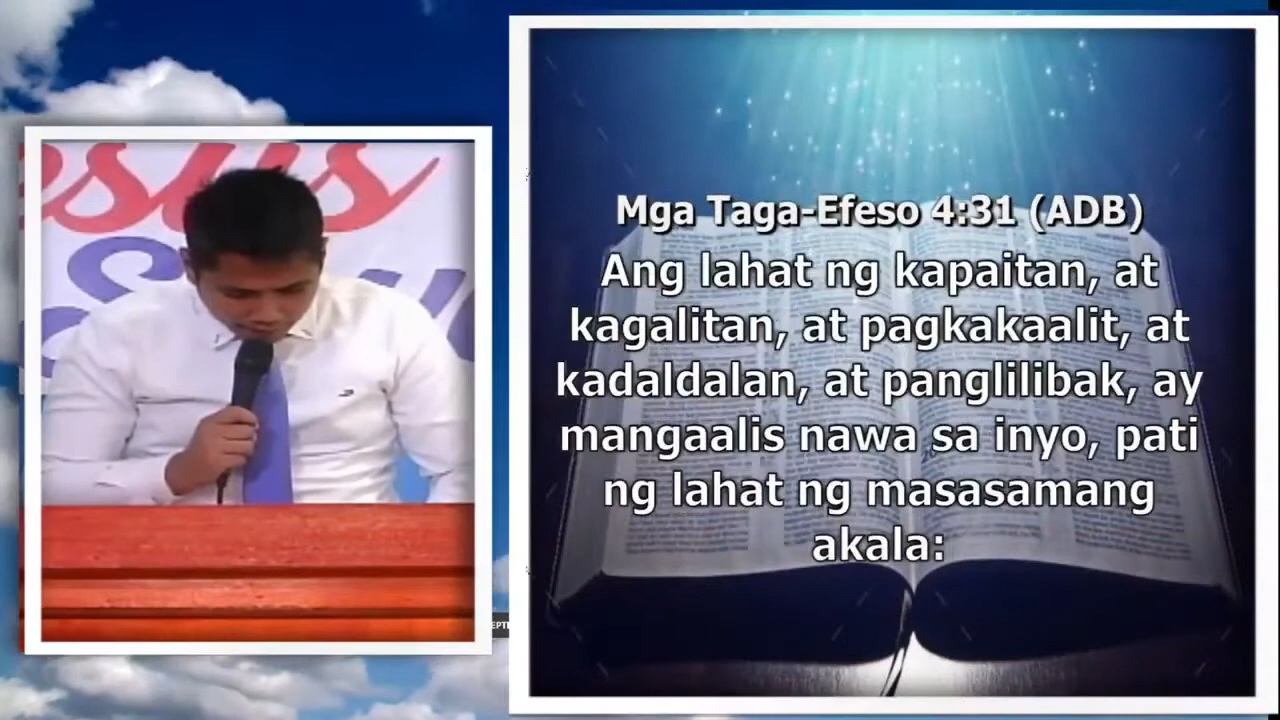 esus
Mga Taga-Efeso 4:31 (ADB)
Ang lahat ng kapaitan, at
kagalitan, at pagkakaalit, at
kadaldalan, at panglilibak, ay
mangaalis nawa sa inyo, pati
ng lahat ng masasamang
akala: